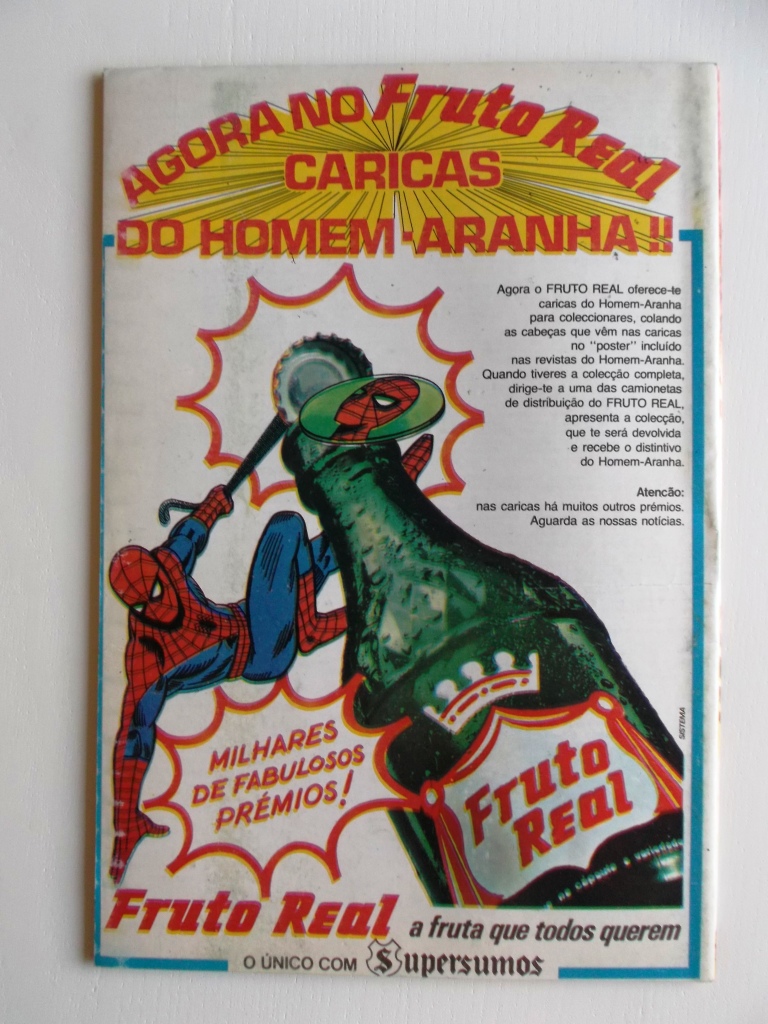 AGORA NO Fruto Real
CARICAS
DO HOMEM-ARANHA!!
Agora o FRUTO REAL oferece-te
caricas do Homem-Aranha
para coleccionares, colando
as cabeças que vêm nas caricas
no "poster" incluído
nas revistas do Homem-Aranha.
Quando tiveres a colecção completa,
dirige-te a uma das camionetas
de distribuição do FRUTO REAL,
apresenta a colecção,
que te será devolvida
e recebe o distintivo
do Homem-Aranha.
Atencão:
nas caricas há muitos outros prémios.
Aguarda as nossas notícias.
SISTEMA
MILHARES
DE FABULOSOS
PRÉMIOS!
Fruto
Real
na cápsula e variedade
Fruto Real a fruta que todos querem
O ÚNICO COM Supersumos